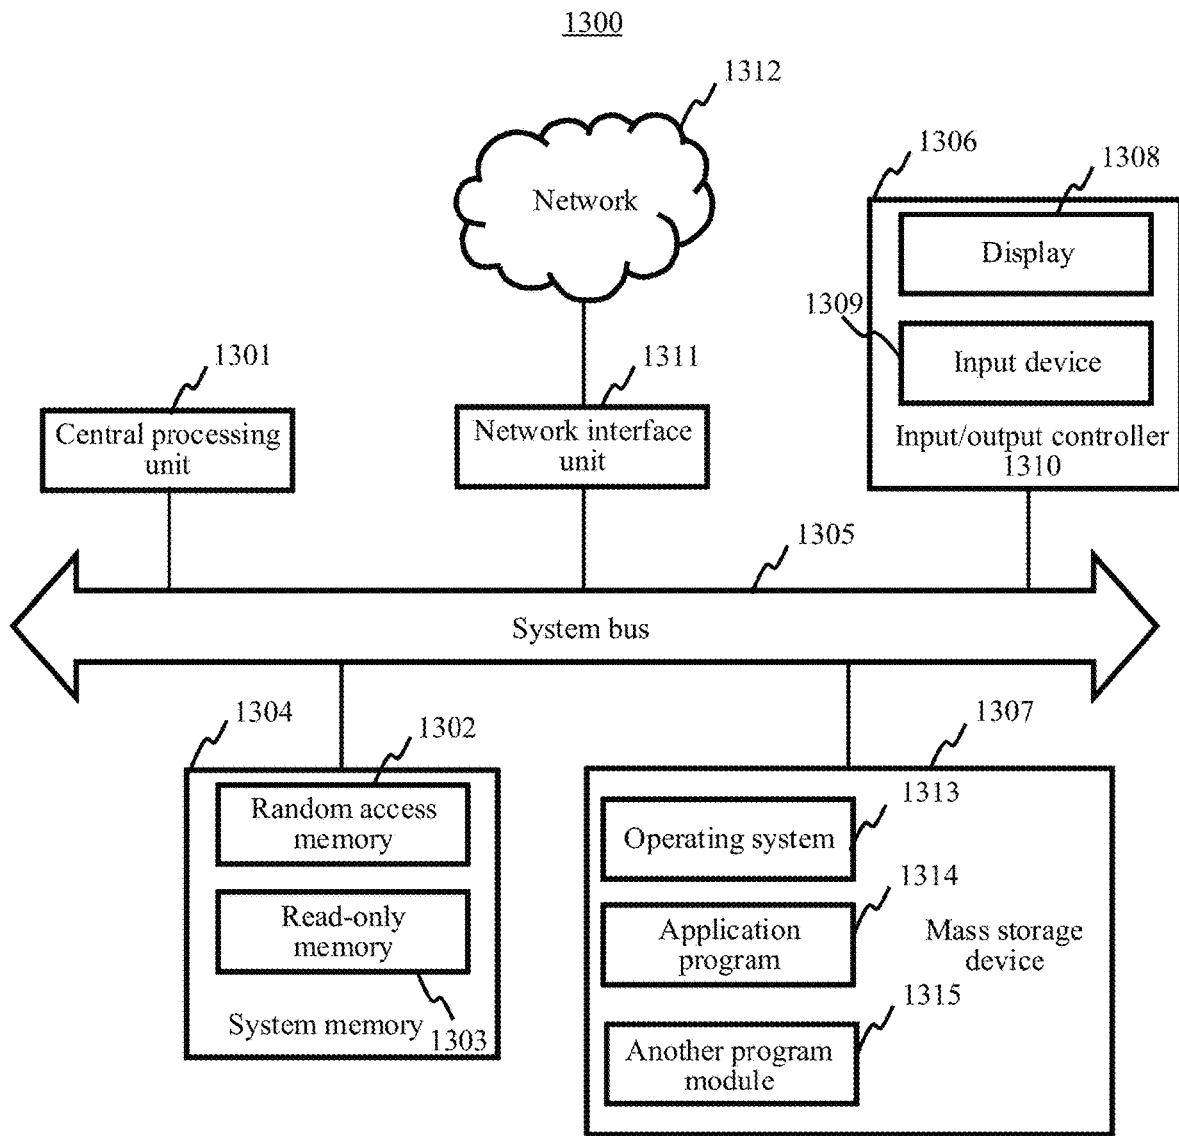 1300
1312
Network
1306
1308
Display
1309
Input device
Input/output controller
1310
1301
Central processing
unit
1311
Network interface
unit
1305
System bus
1304
1302
Random access
memory
Read-only
memory
System memory
1303
1307
1313
Operating system
1314
Application
program
Mass storage
device
1315
Another program
module